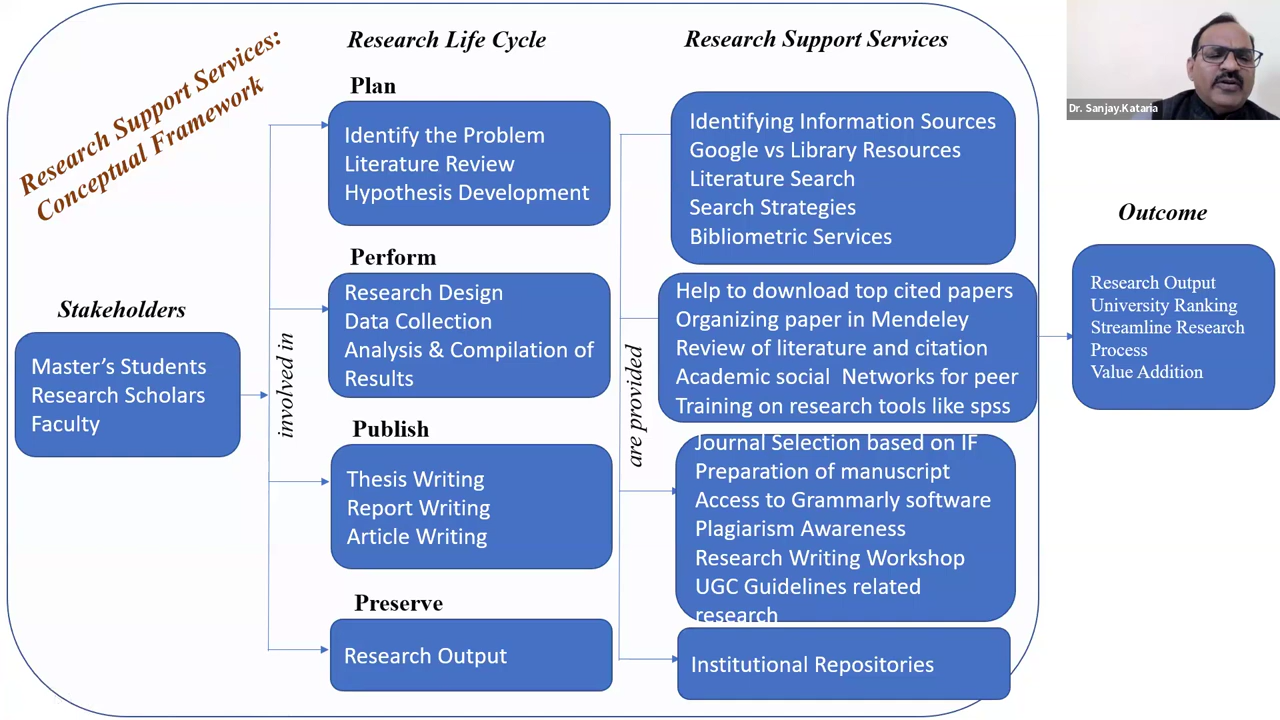 Research Support Services:
Conceptual Framework
Stakeholders
Master’s Students
Research Scholars
Faculty
involved in
Research Life Cycle
Plan
Identify the Problem
Literature Review
Hypothesis Development
Perform
Research Design
Data Collection
Analysis & Compilation of
Results
Publish
Thesis Writing
Report Writing
Article Writing
Preserve
Research Output
are provided
Research Support Services
Identifying Information Sources
Google vs Library Resources
Literature Search
Search Strategies
Bibliometric Services
Help to download top cited papers
Organizing paper in Mendeley
Review of literature and citation
Academic social Networks for peer
Training on research tools like spss
Journal Selection based on IF
Preparation of manuscript
Access to Grammarly software
Plagiarism Awareness
Research Writing Workshop
UGC Guidelines related
research
Institutional Repositories
Outcome
Research Output
University Ranking
Streamline Research
Process
Value Addition
Dr. Sanjay.Kataria